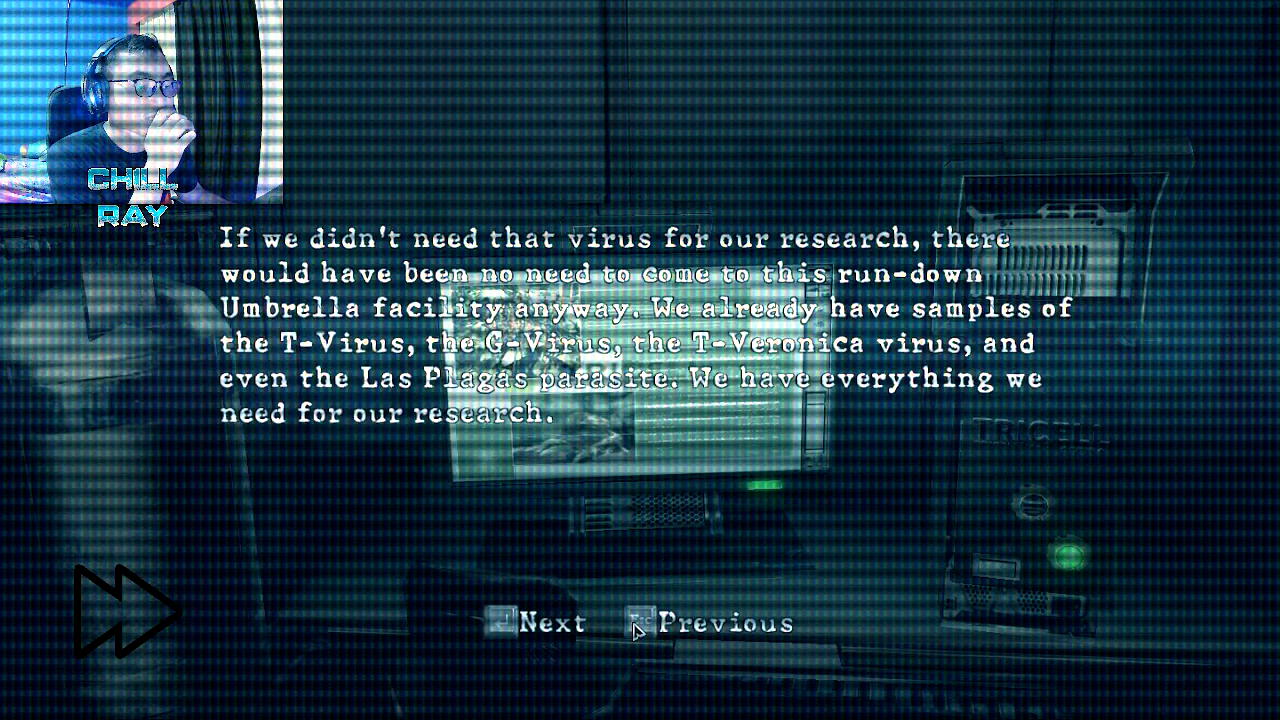 CHILL
RAY
If we didn't need that virus for our research, there
would have been no need to come to this run-down
Umbrella facility anyway. We already have samples of
the T-Virus, the G-Virus, the T-Veronica virus, and
even the Las Plagas parasite. We have everything we
need for our research.
TRICELL
Next
Previous